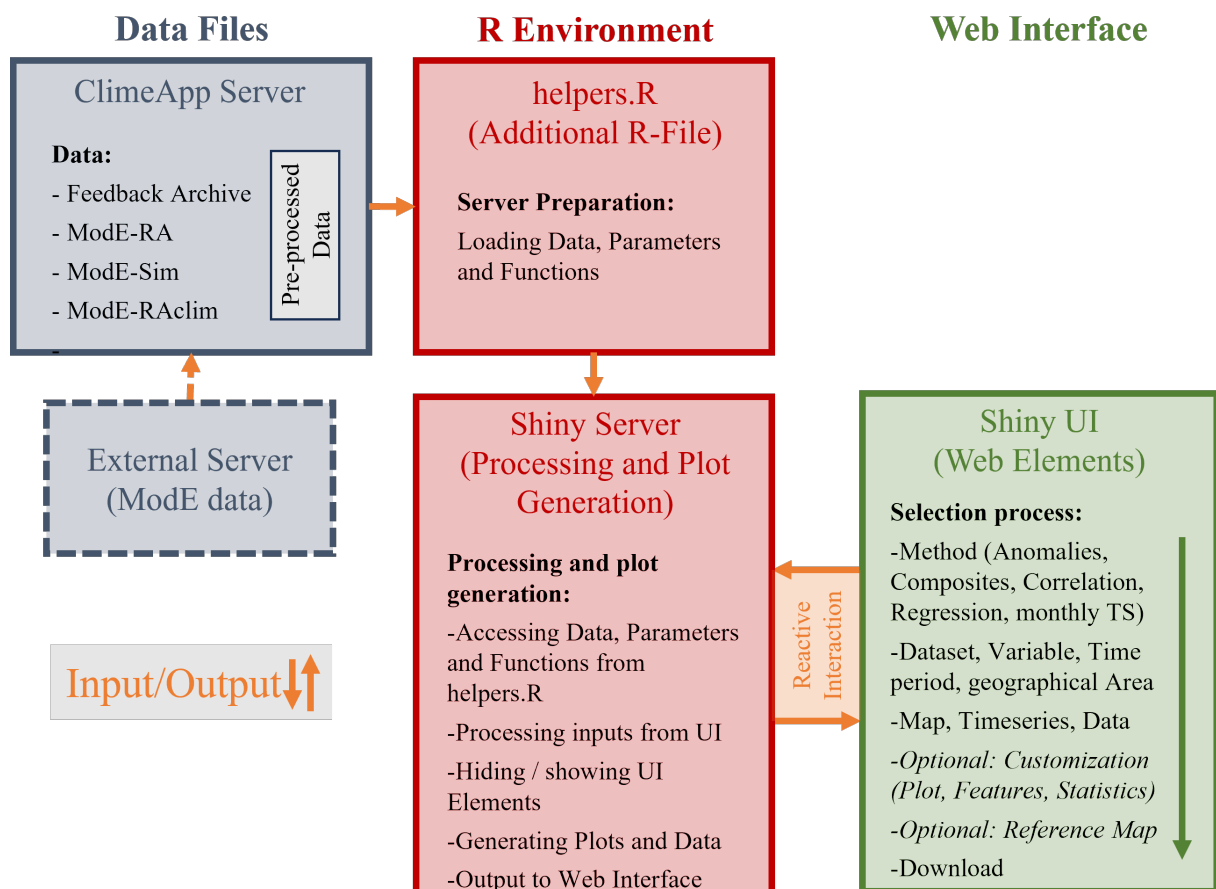 Data Files
R Environment
Web Interface
ClimeApp Server
Data:
- Feedback Archive
- ModE-RA
- ModE-Sim
- ModE-RAclim
-
Pre-processed
Data
helpers.R
(Additional R-File)
Server Preparation:
Loading Data, Parameters
and Functions
External Server
(ModE data)
Input/Output
Shiny Server
(Processing and Plot
Generation)
Processing and plot
generation:
-Accessing Data, Parameters
and Functions from
helpers.R
-Processing inputs from UI
-Hiding / showing UI
Elements
-Generating Plots and Data
-Output to Web Interface
Reactive
Interaction
Shiny UI
(Web Elements)
Selection process:
-Method (Anomalies,
Composites, Correlation,
Regression, monthly TS)
-Dataset, Variable, Time
period, geographical Area
-Map, Timeseries, Data
-Optional: Customization
(Plot, Features, Statistics)
-Optional: Reference Map
-Download